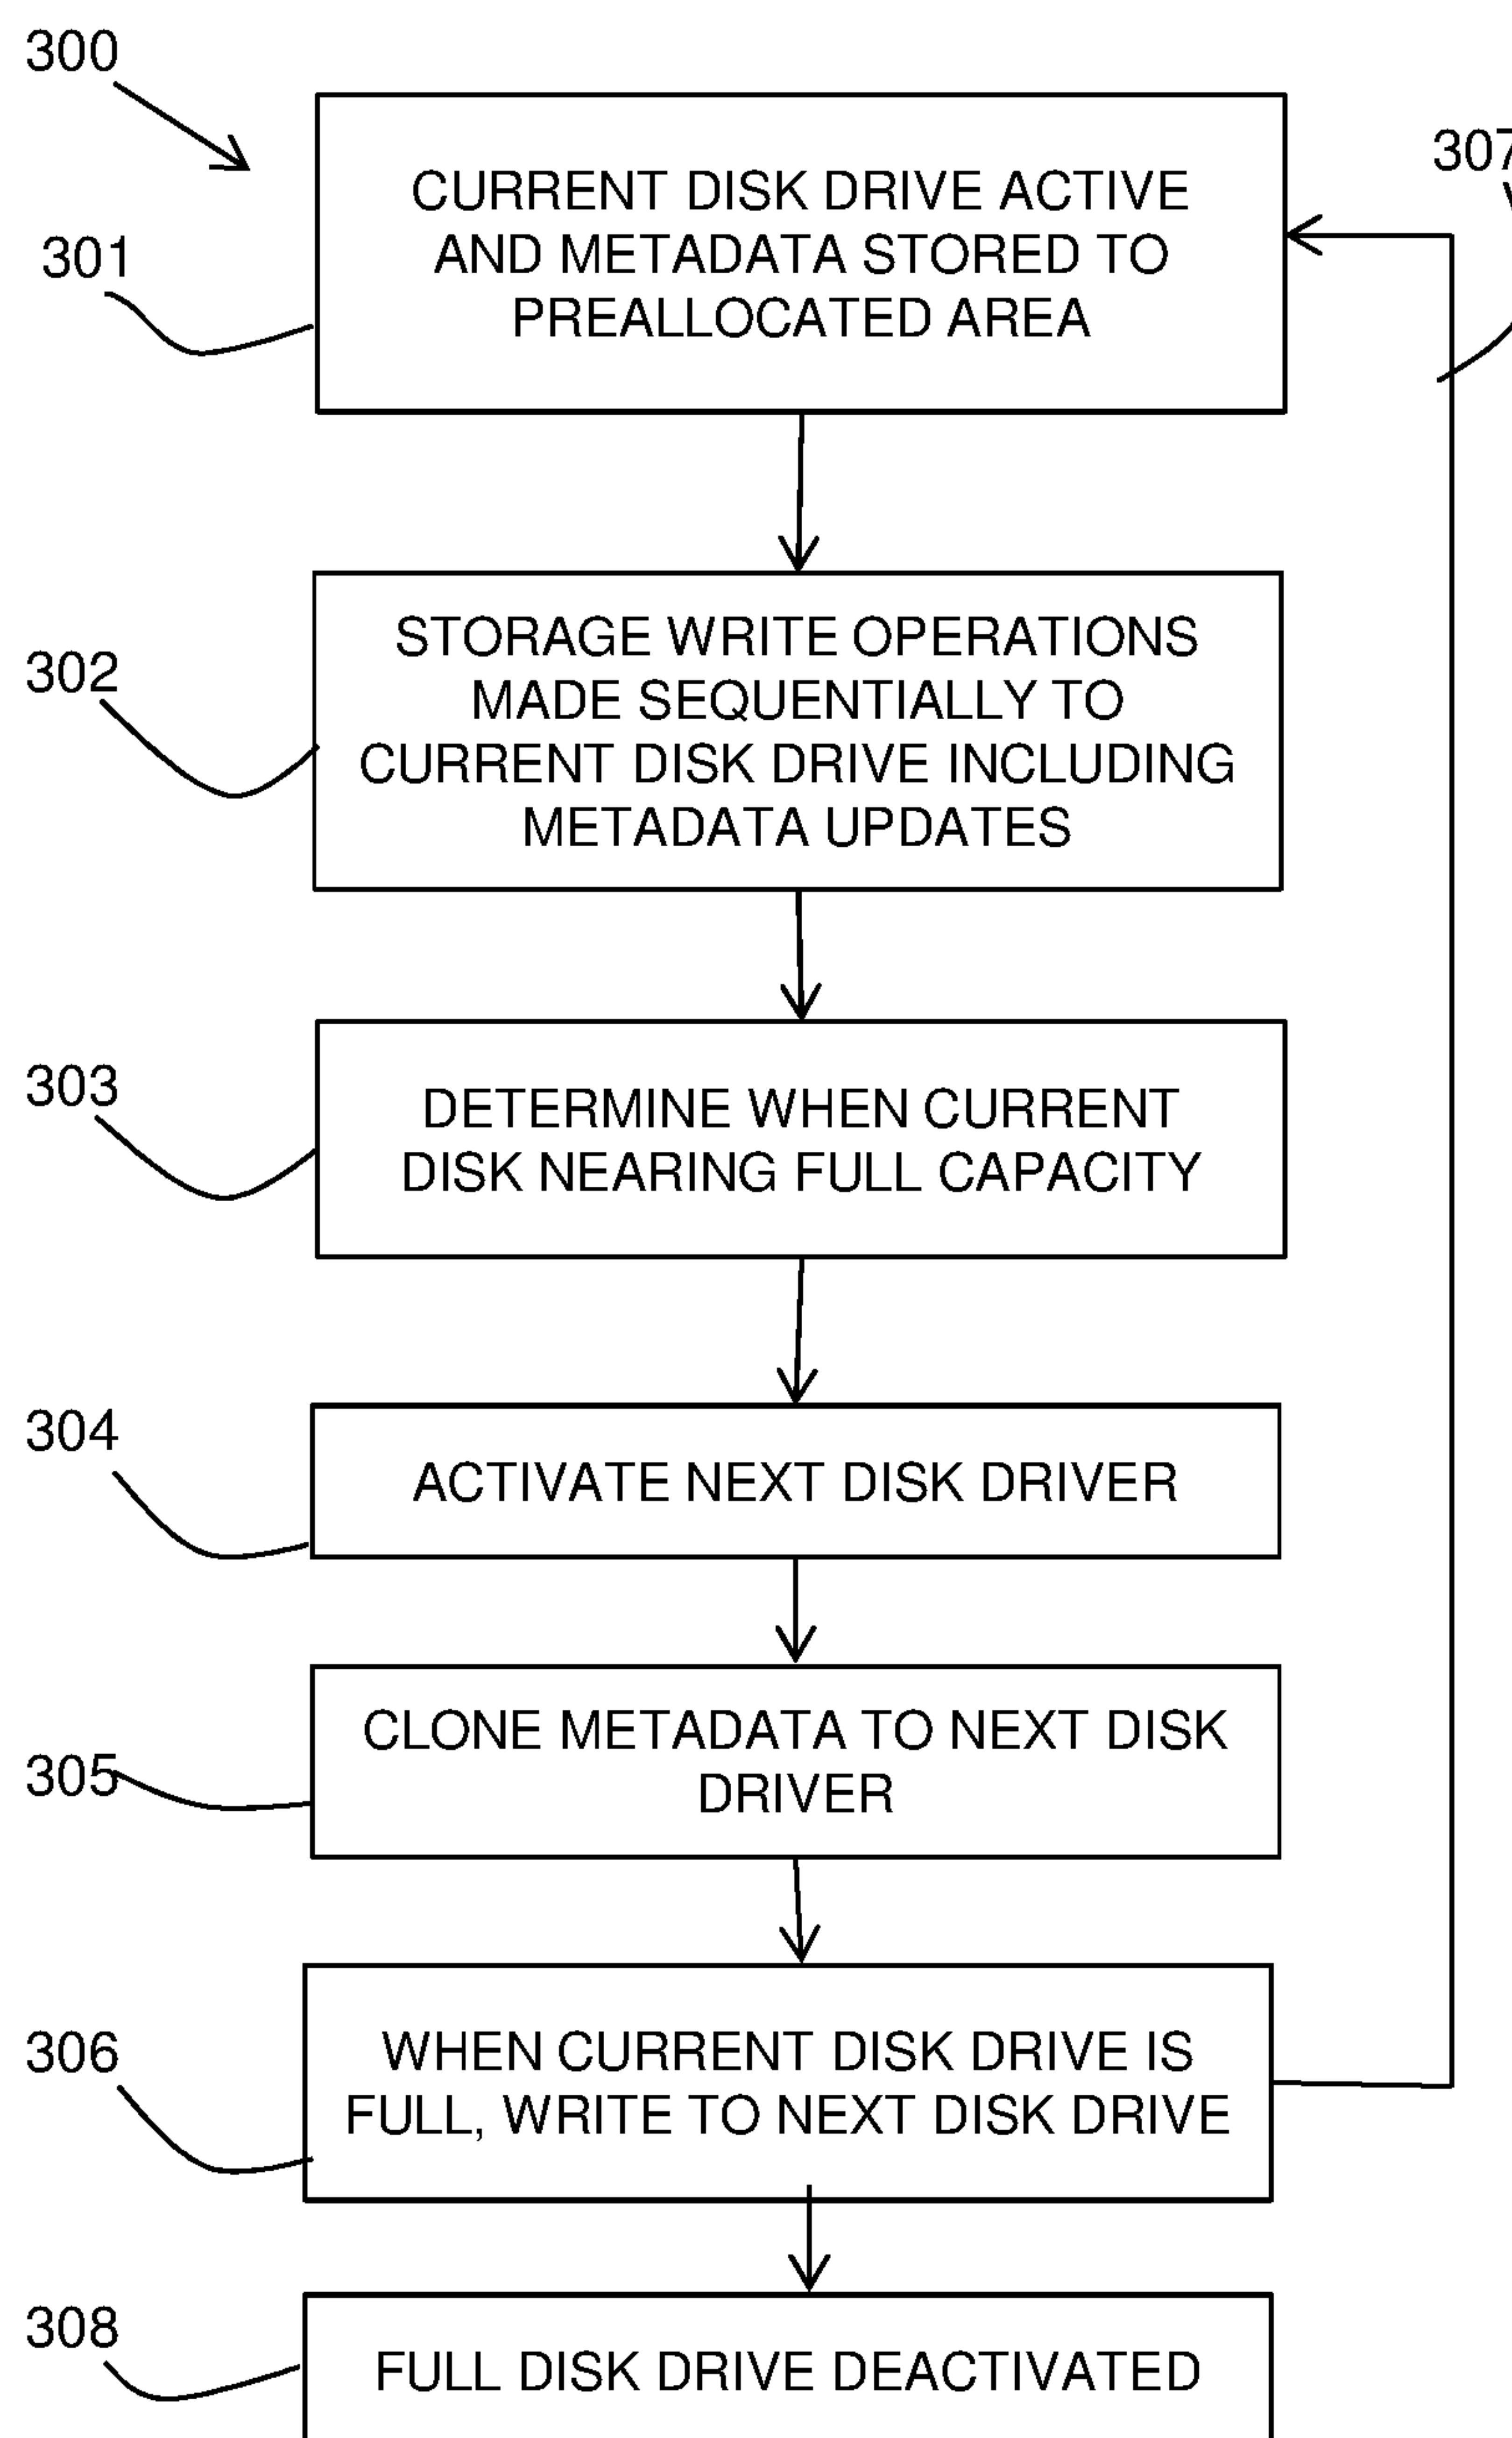 300
307
CURRENT DISK DRIVE ACTIVE
AND METADATA STORED TO
PREALLOCATED AREA
301
STORAGE WRITE OPERATIONS
MADE SEQUENTIALLY TO
CURRENT DISK DRIVE INCLUDING
METADATA UPDATES
302
DETERMINE WHEN CURRENT
DISK NEARING FULL CAPACITY
303
ACTIVATE NEXT DISK DRIVER
304
CLONE METADATA TO NEXT DISK
DRIVER
305
WHEN CURRENT DISK DRIVE IS
FULL, WRITE TO NEXT DISK DRIVE
306
FULL DISK DRIVE DEACTIVATED
308